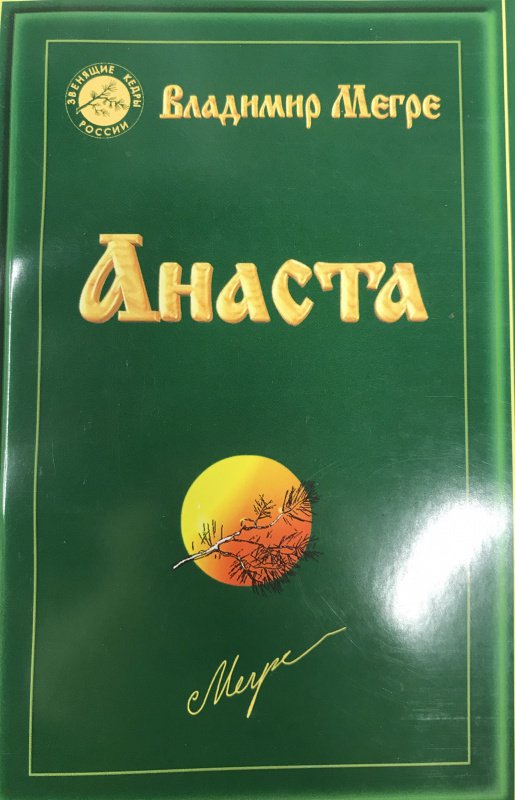 ЗВЕНЯЩИЕ КЕДРЫ
РОССИИ
Владимир Мегре
Анаста
Мегре